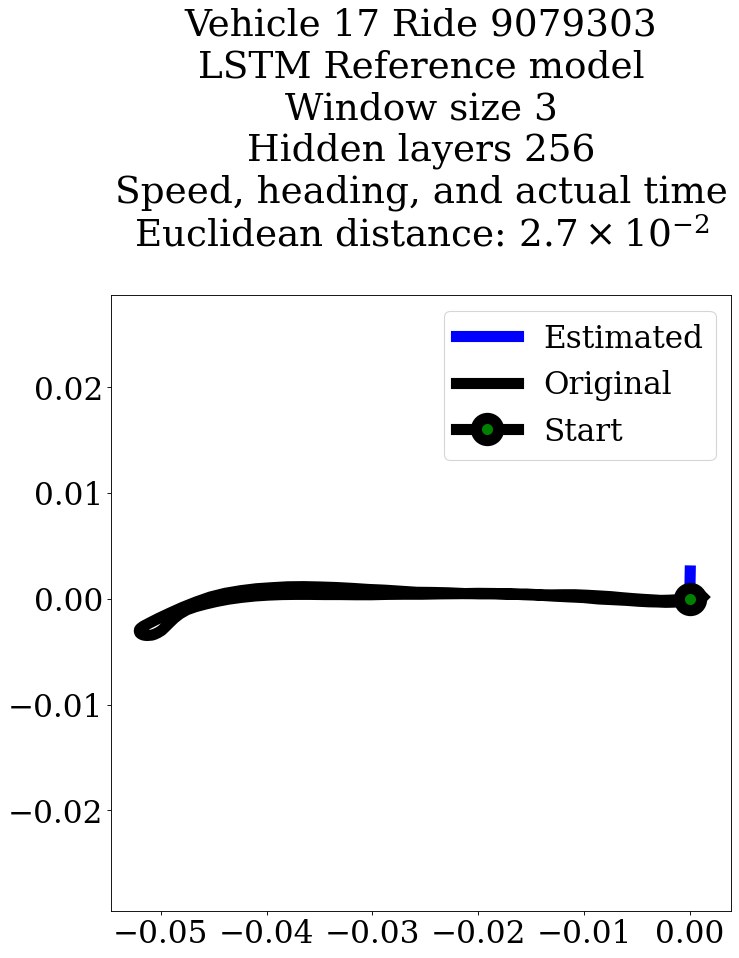 Vehicle 17 Ride 9079303
LSTM Reference model
Window size 3
Hidden layers 256
Speed, heading, and actual time
Euclidean distance: 2.7 × 10⁻²
Estimated
Original
Start
0.02
0.01
0.00
−0.01
−0.02
−0.05 −0.04 −0.03 −0.02 −0.01 0.00